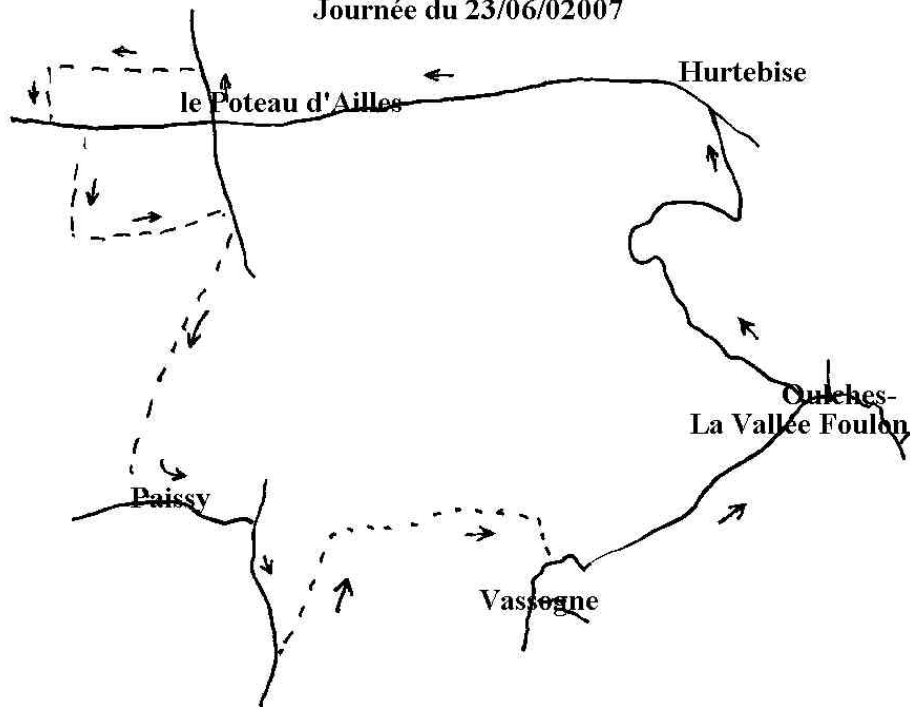 Journée du 23/06/02007
Hurtebise
le Poteau d'Ailles
Oulches-
La Vallée Foulon
Paissy
Vassogne